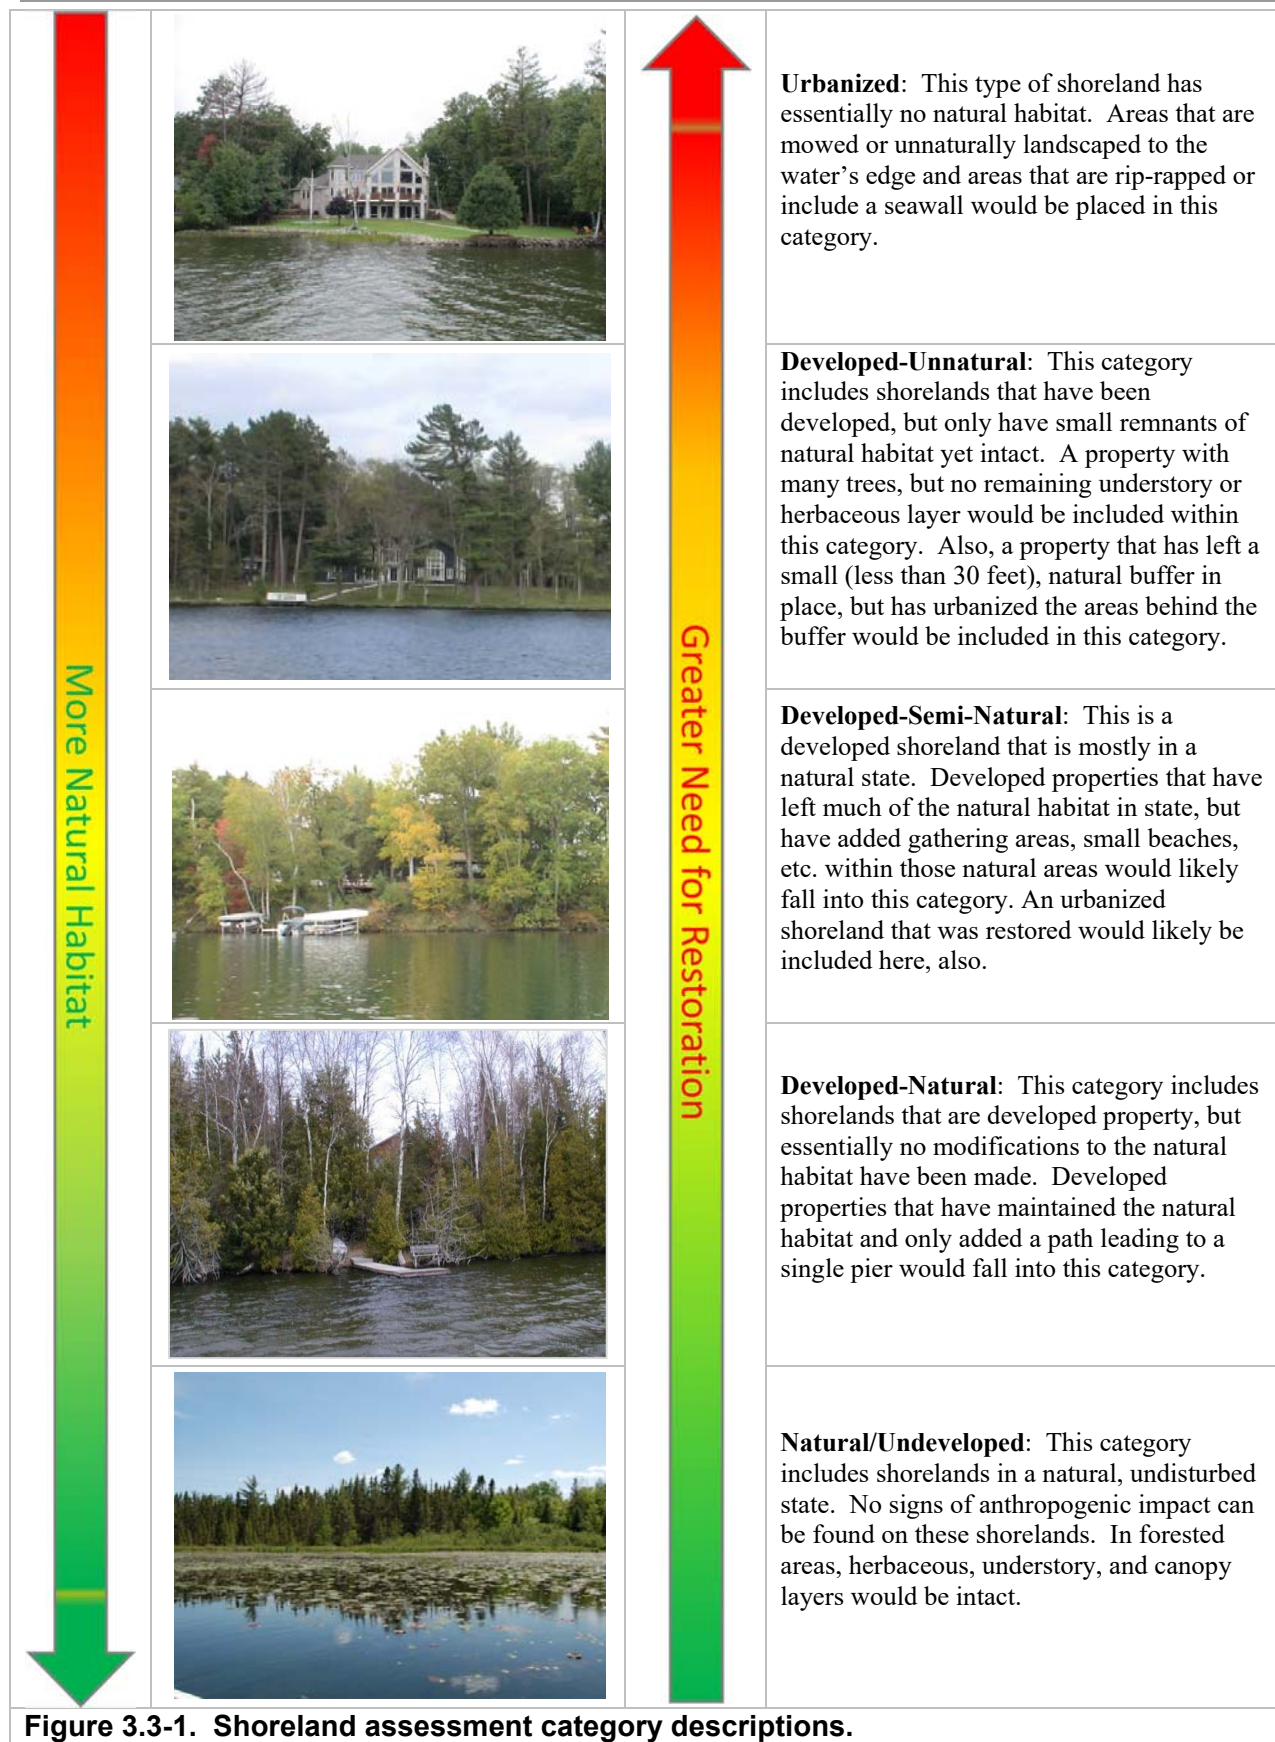 Urbanized: This type of shoreland has
essentially no natural habitat. Areas that are
mowed or unnaturally landscaped to the
water's edge and areas that are rip-rapped or
include a seawall would be placed in this
category.
Developed-Unnatural: This category
includes shorelands that have been
developed, but only have small remnants of
natural habitat yet intact. A property with
many trees, but no remaining understory or
herbaceous layer would be included within
this category. Also, a property that has left a
small (less than 30 feet), natural buffer in
place, but has urbanized the areas behind the
buffer would be included in this category.
More Natural Habitat
Greater Need for Restoration
Developed-Semi-Natural: This is a
developed shoreland that is mostly in a
natural state. Developed properties that have
left much of the natural habitat in state, but
have added gathering areas, small beaches,
etc. within those natural areas would likely
fall into this category. An urbanized
shoreland that was restored would likely be
included here, also.
Developed-Natural: This category includes
shorelands that are developed property, but
essentially no modifications to the natural
habitat have been made. Developed
properties that have maintained the natural
habitat and only added a path leading to a
single pier would fall into this category.
Natural/Undeveloped: This category
includes shorelands in a natural, undisturbed
state. No signs of anthropogenic impact can
be found on these shorelands. In forested
areas, herbaceous, understory, and canopy
layers would be intact.
Figure 3.3-1. Shoreland assessment category descriptions.